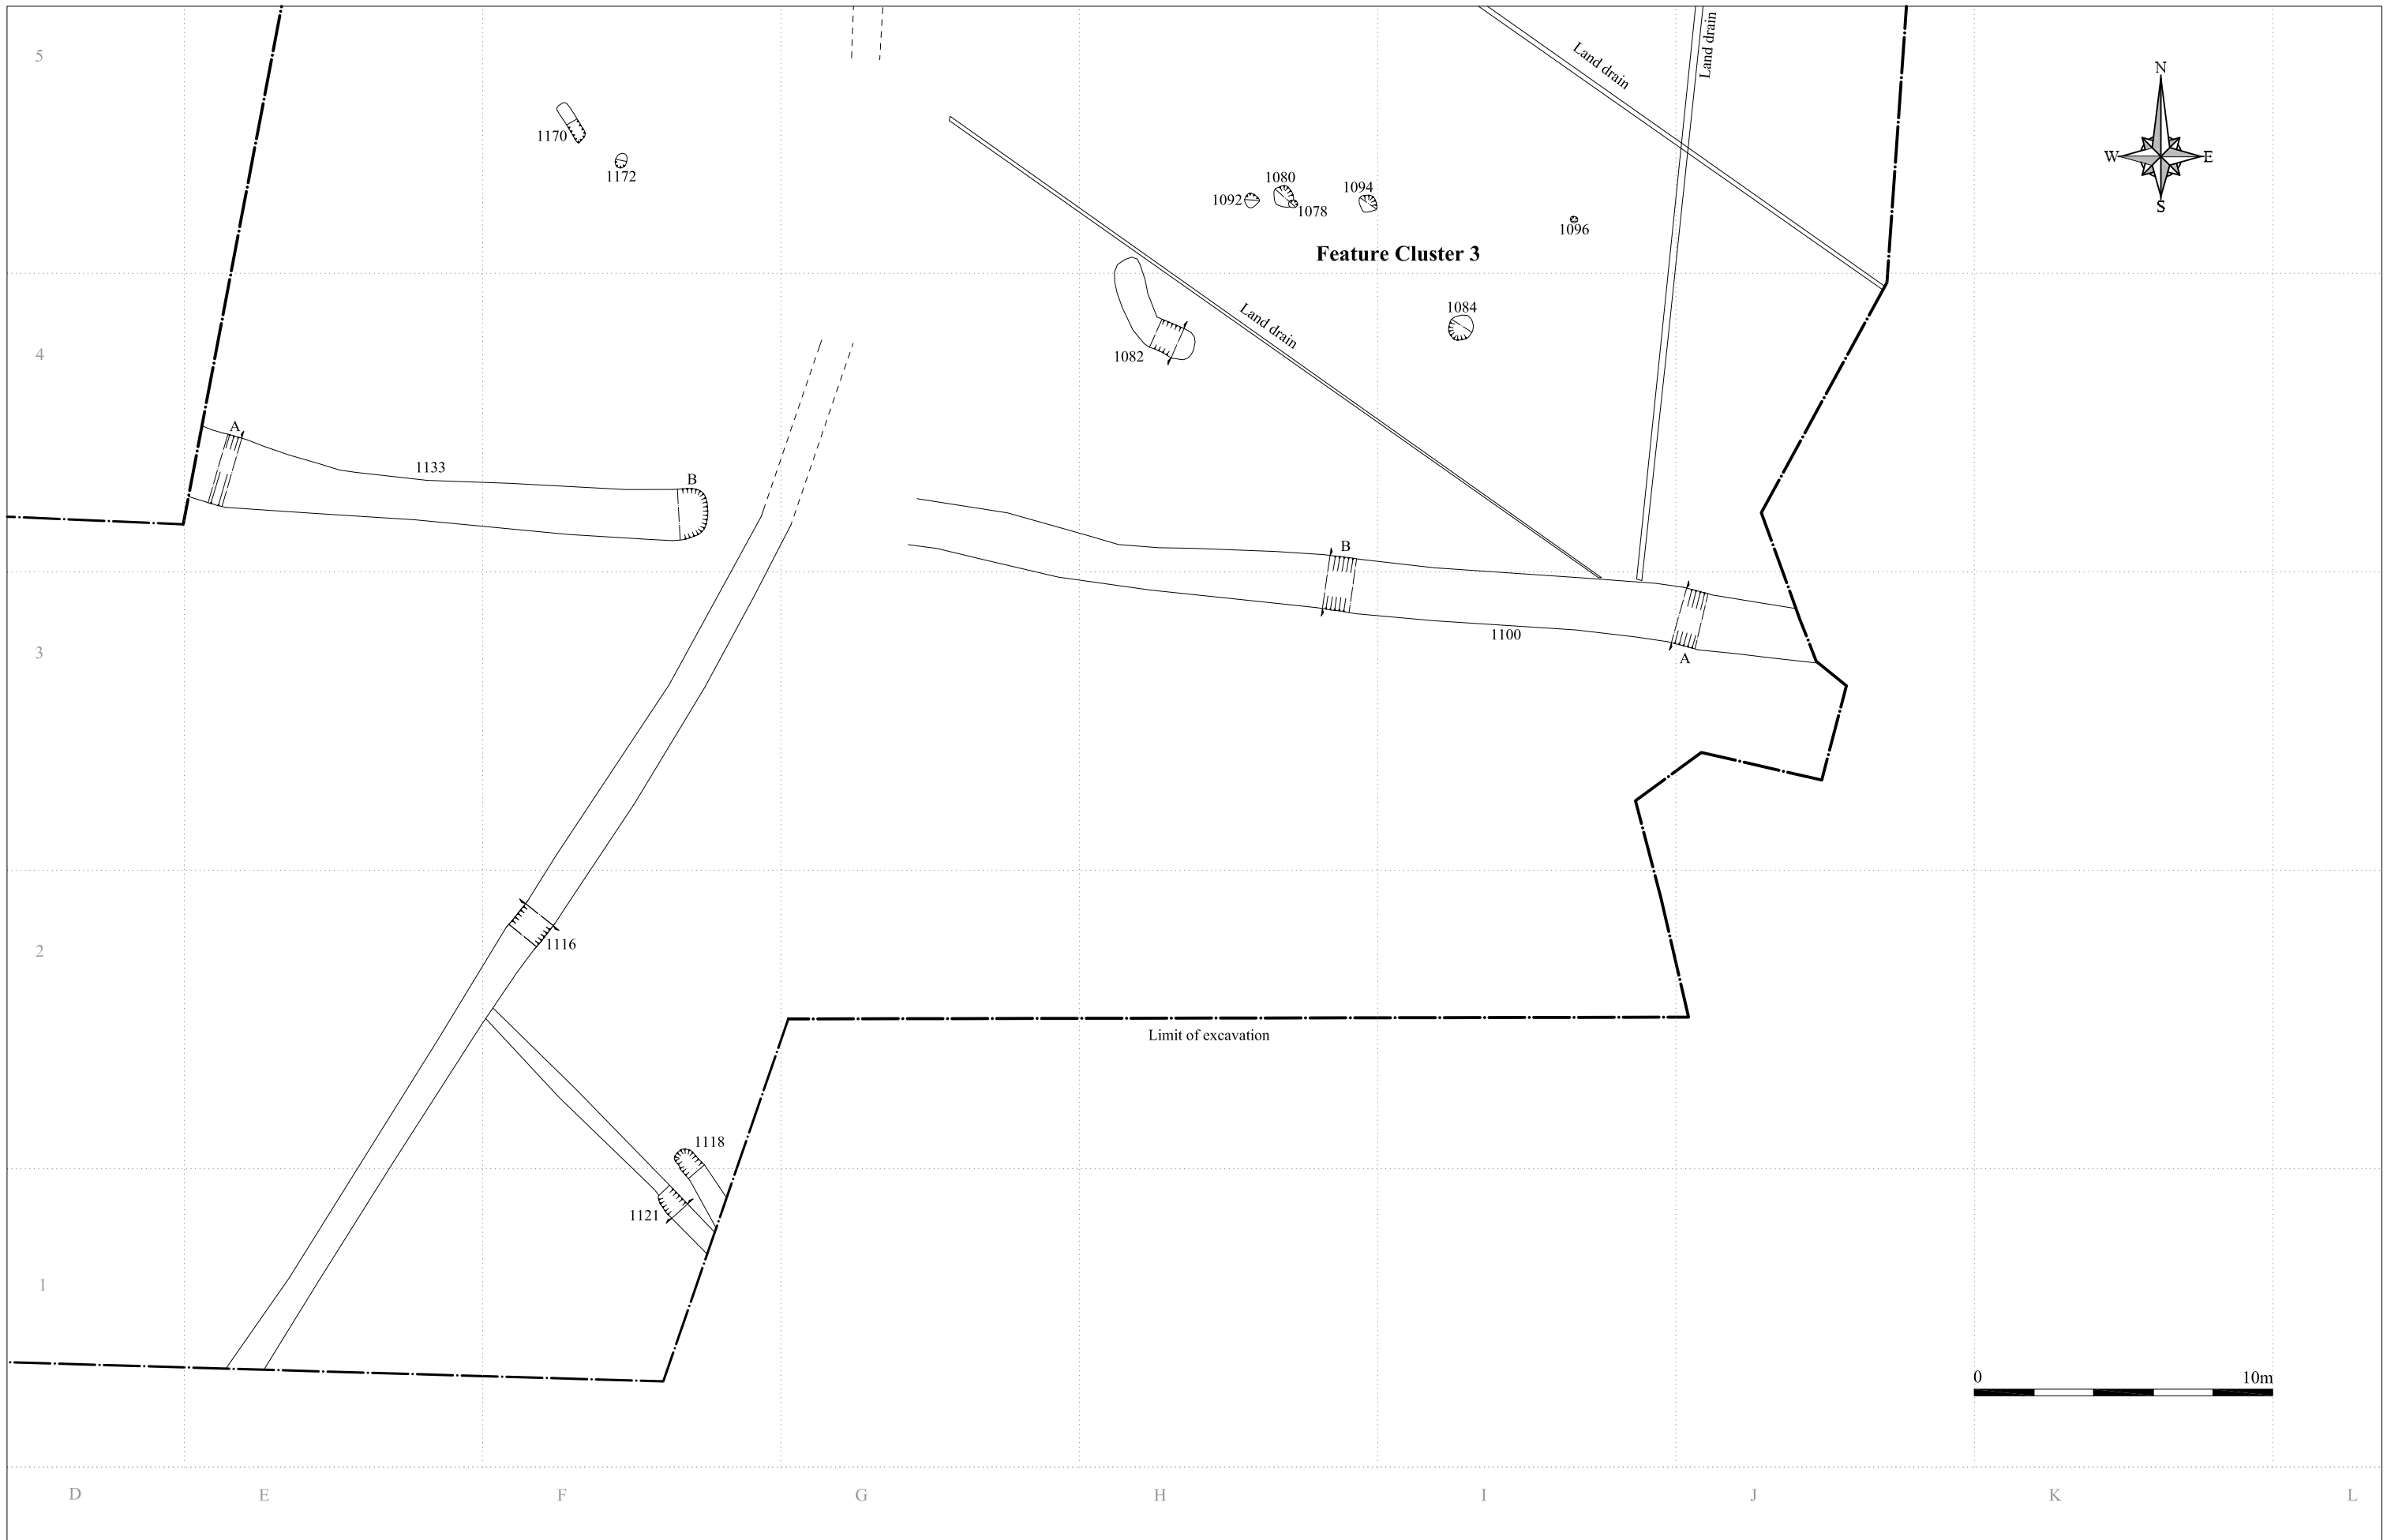 5
Land drain
Land drain
N
W E
S
1170
1172
1080
1094
1092
1078
1096
Feature Cluster 3
1084
Land drain
4
1082
A
1133
B
B
3
1100
A
2
1116
Limit of excavation
1118
1121
1
0 10m
D E F G H I J K L